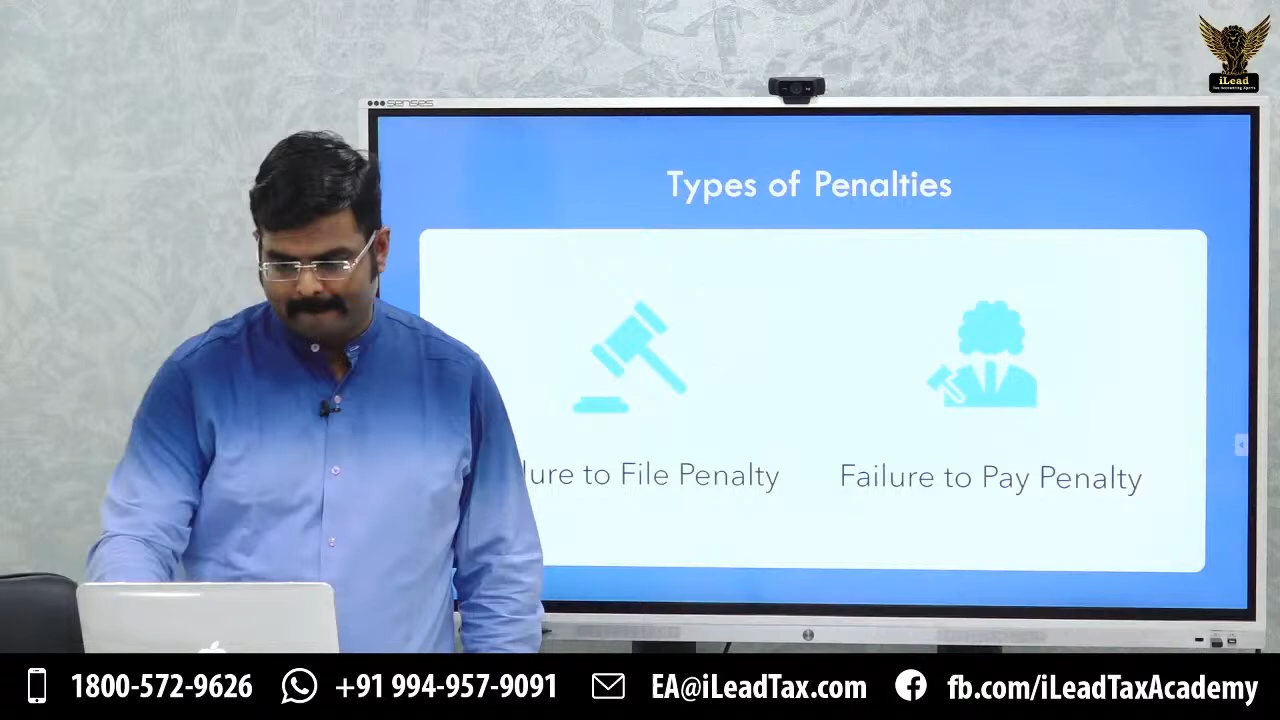 iLead
senses
Types of Penalties
lure to File Penalty
Failure to Pay Penalty
1800-572-9626
+91 994-957-9091
EA@iLeadTax.com
fb.com/iLeadTaxAcademy